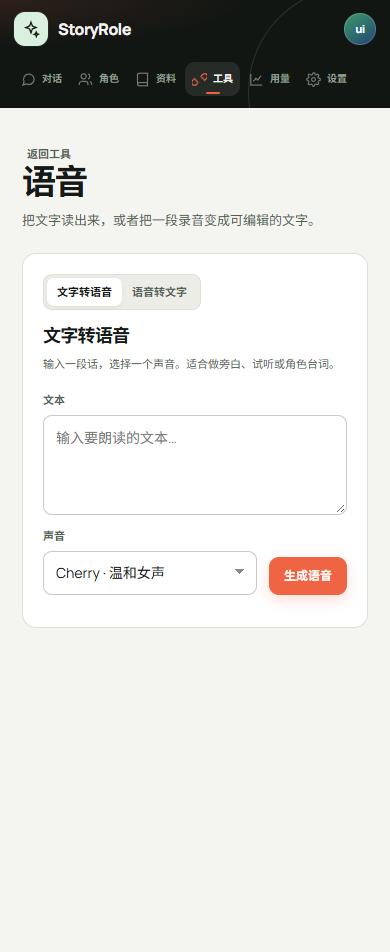 StoryRole
ui
对话 角色 资料 工具 用量 设置
返回工具
语音
把文字读出来，或者把一段录音变成可编辑的文字。
文字转语音 语音转文字
文字转语音
输入一段话，选择一个声音。适合做旁白、试听或角色台词。
文本
输入要朗读的文本…
声音
Cherry · 温和女声
生成语音